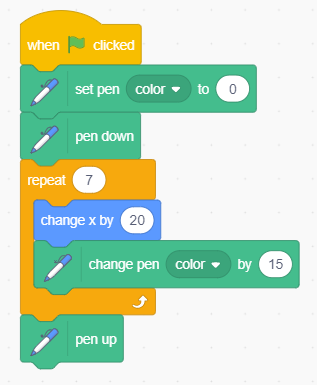 when clicked
set pen color to 0
pen down
repeat 7
change x by 20
change pen color by 15
pen up